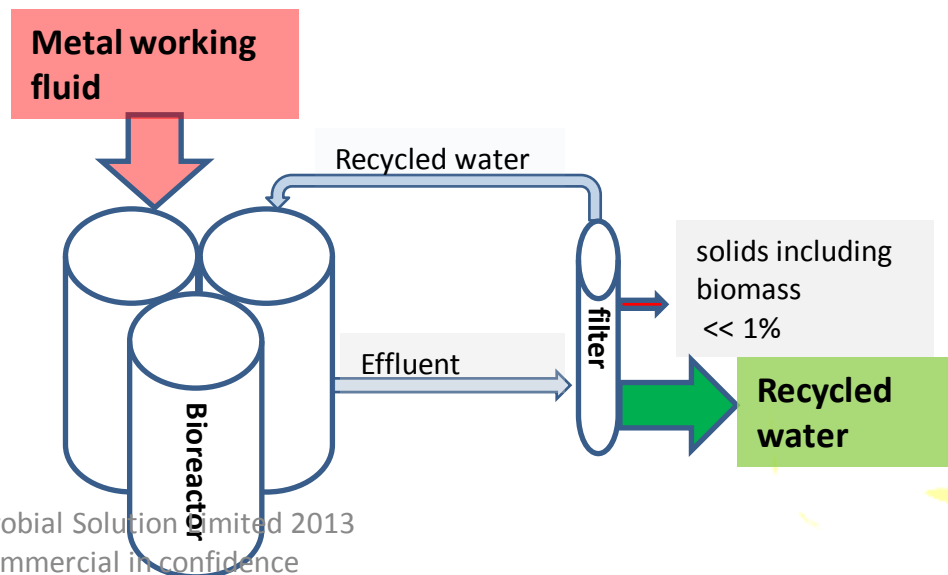 Metal working
fluid
Recycled water
solids including
biomass
<< 1%
filter
Effluent
Recycled
water
Bioreactor
robial Solution Limited 2013
mmercial in confidence